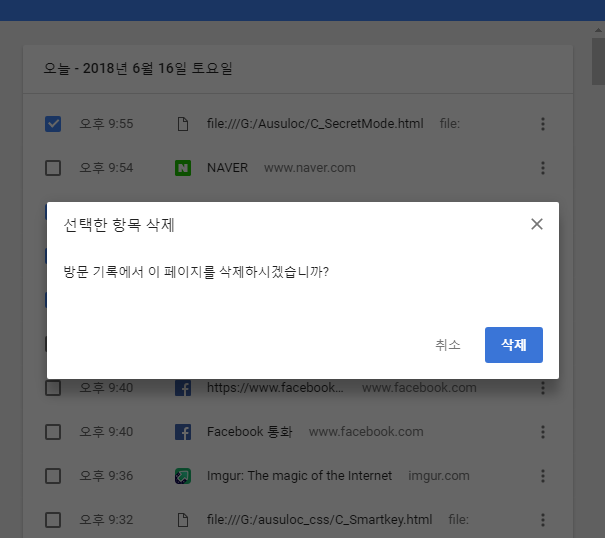 오늘 - 2018년 6월 16일 토요일
오후 9:55 file:///G:/Ausuloc/C_SecretMode.html file:
오후 9:54 NAVER www.naver.com
선택한 항목 삭제
방문 기록에서 이 페이지를 삭제하시겠습니까?
취소 삭제
오후 9:40 https://www.facebook... www.facebook.com
오후 9:40 Facebook 통화 www.facebook.com
오후 9:36 Imgur: The magic of the Internet imgur.com
오후 9:32 file:///G:/ausuloc_css/C_Smartkey.html file: